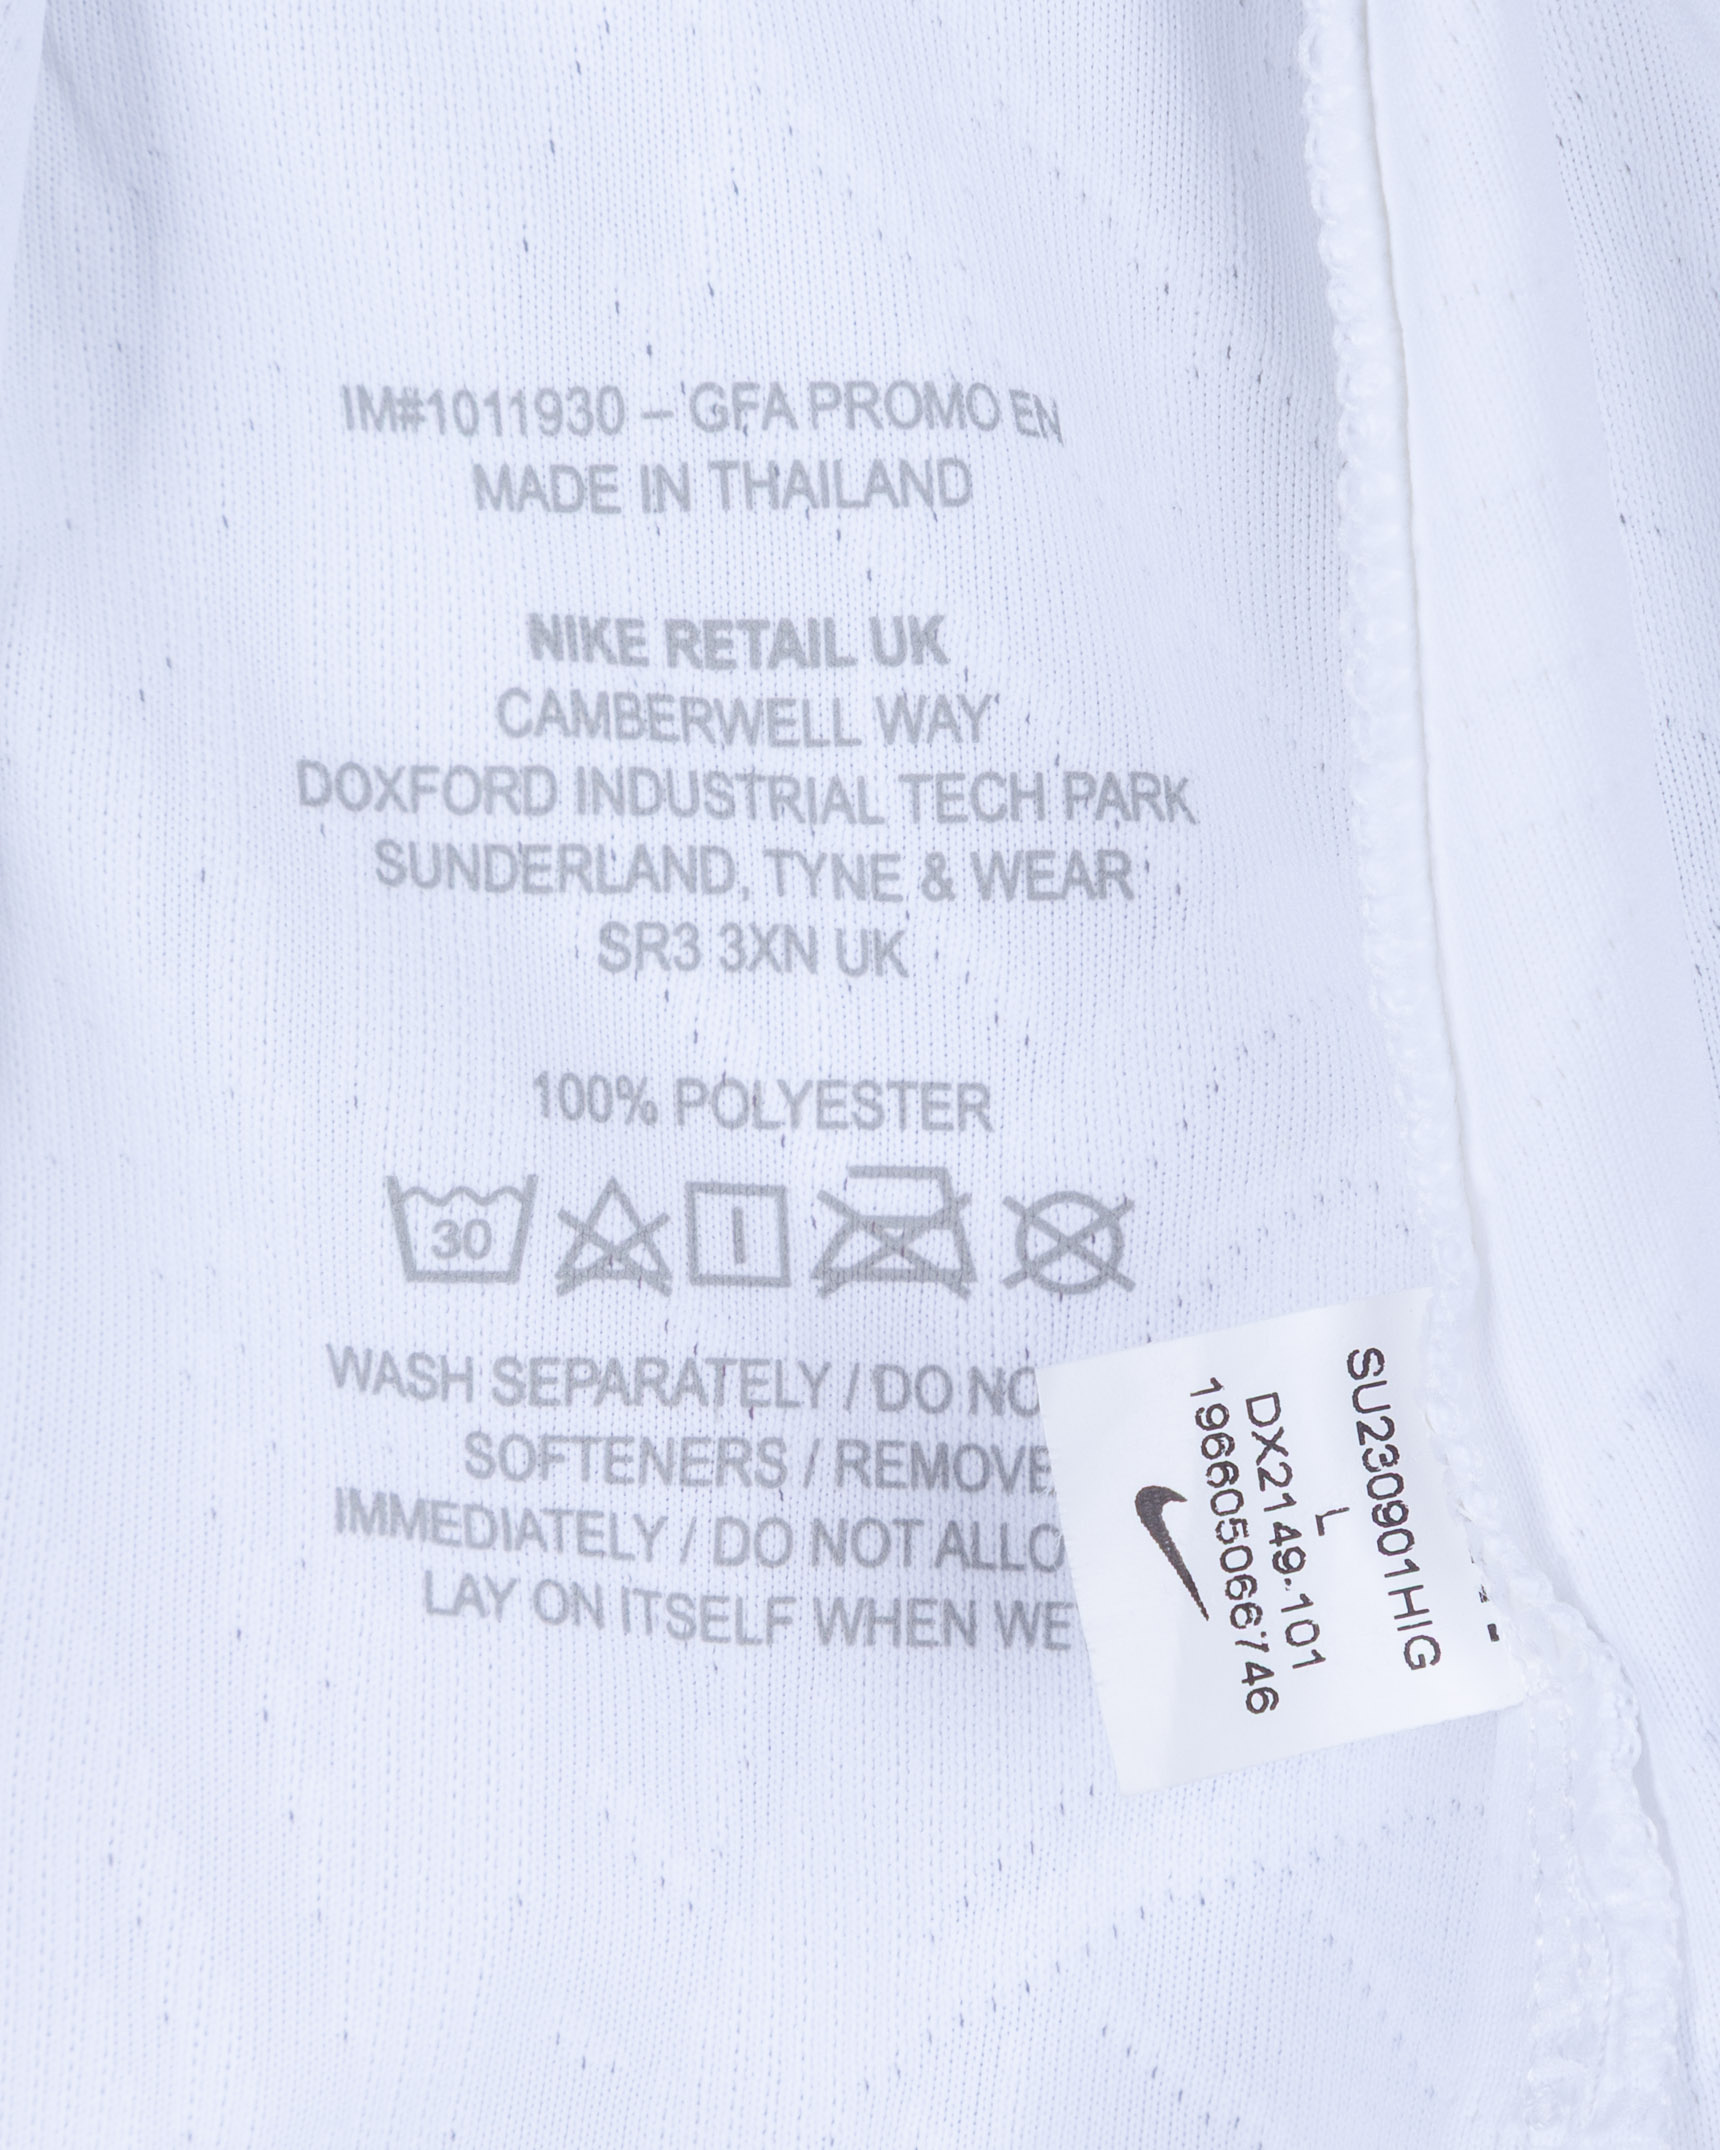 IM#1011930 – GFA PROMO EN
MADE IN THAILAND
NIKE RETAIL UK
CAMBERWELL WAY
DOXFORD INDUSTRIAL TECH PARK
SUNDERLAND, TYNE & WEAR
SR3 3XN UK
100% POLYESTER
30
WASH SEPARATELY / DO NO
SOFTENERS / REMOVE
IMMEDIATELY / DO NOT ALLO
LAY ON ITSELF WHEN WE
SU230901HIG
L
DX2149-101
196605066746